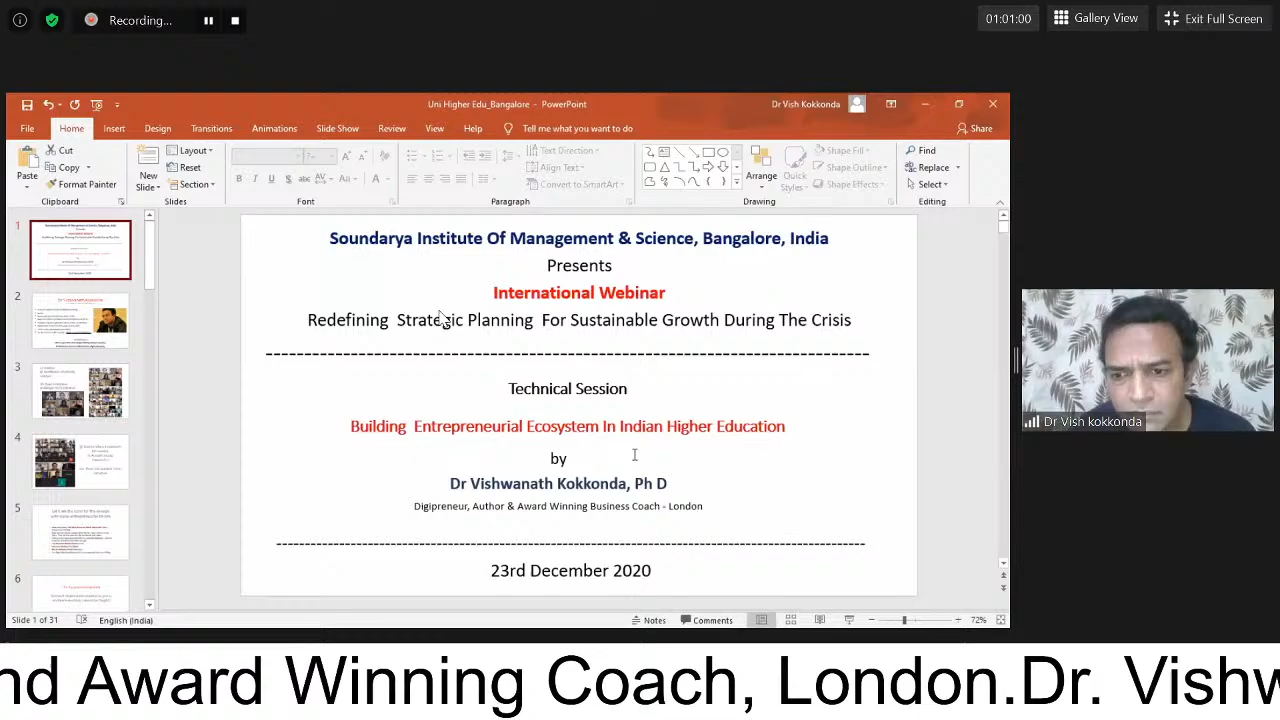 Recording...
01:01:00
Gallery View
Exit Full Screen
Uni Higher Edu_Bangalore - PowerPoint
Dr Vish Kokkonda
File Home Insert Design Transitions Animations Slide Show Review View Help Tell me what you want to do
Share
Paste
Cut
Copy
Format Painter
Clipboard
New
Slide
Layout
Reset
Section
Slides
Font
Text Direction
Align Text
Convert to SmartArt
Paragraph
Arrange
Quick
Styles
Shape Fill
Shape Outline
Shape Effects
Drawing
Find
Replace
Select
Editing
1
2
3
4
5
6
Soundarya Institute Of Management & Science, Bangalore, India
Presents
International Webinar
Redefining Strategic Planning For Sustainable Growth During The Crisis
Technical Session
Building Entrepreneurial Ecosystem In Indian Higher Education
by
Dr Vishwanath Kokkonda, Ph D
Digipreneur, Author & Award Winning Business Coach - London
23rd December 2020
Dr Vish kokkonda
Slide 1 of 31
English (India)
Notes
Comments
72%
nd Award Winning Coach, London.Dr. Vishw